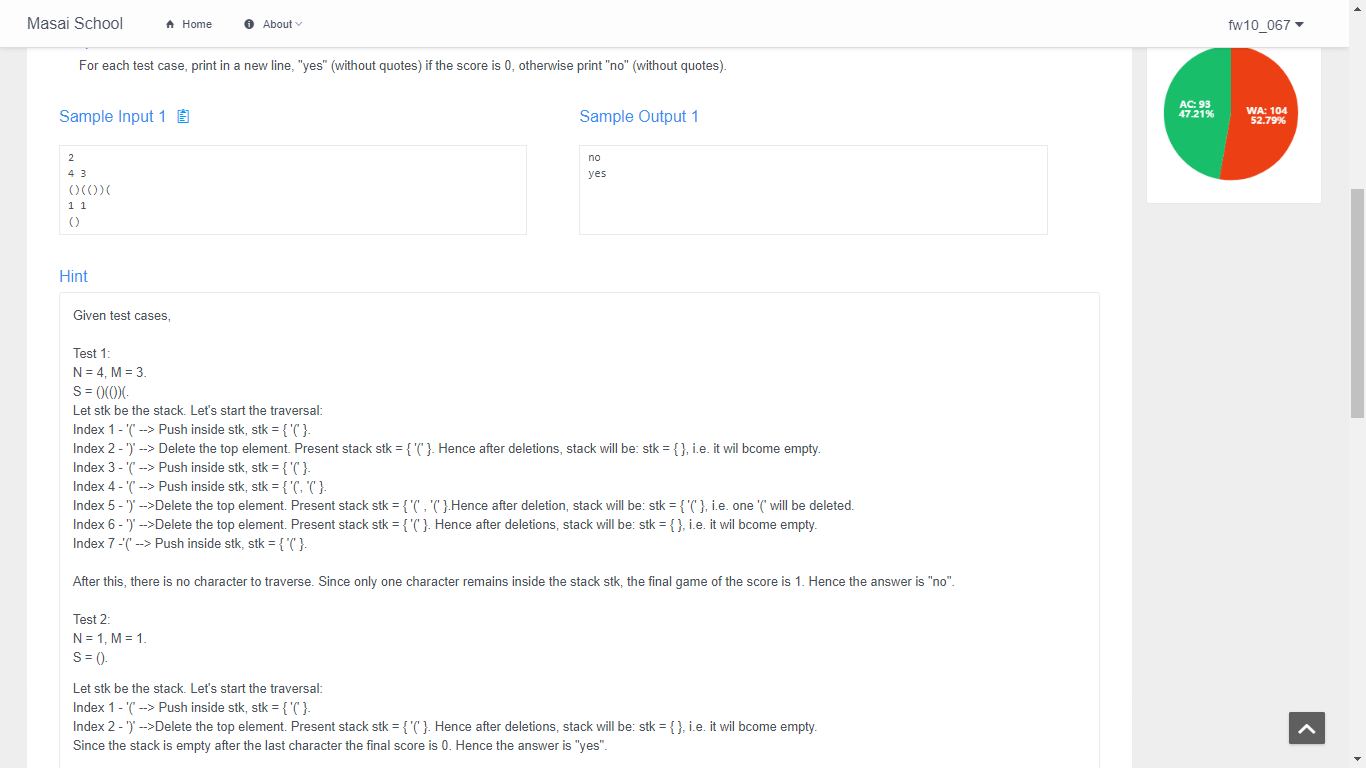 Masai School
Home
About
fw10_067
For each test case, print in a new line, "yes" (without quotes) if the score is 0, otherwise print "no" (without quotes).
AC: 93
47.21%
WA: 104
52.79%
Sample Input 1
Sample Output 1
2
4 3
()(())(
1 1
()
no
yes
Hint
Given test cases,
Test 1:
N = 4, M = 3.
S = ()(())(.
Let stk be the stack. Let's start the traversal:
Index 1 - '(' --> Push inside stk, stk = { '(' }.
Index 2 - ')' --> Delete the top element. Present stack stk = { '(' }. Hence after deletions, stack will be: stk = { }, i.e. it wil bcome empty.
Index 3 - '(' --> Push inside stk, stk = { '(' }.
Index 4 - '(' --> Push inside stk, stk = { '(', '(' }.
Index 5 - ')' -->Delete the top element. Present stack stk = { '(' , '(' }.Hence after deletion, stack will be: stk = { '(' }, i.e. one '(' will be deleted.
Index 6 - ')' -->Delete the top element. Present stack stk = { '(' }. Hence after deletions, stack will be: stk = { }, i.e. it wil bcome empty.
Index 7 -'(' --> Push inside stk, stk = { '(' }.
After this, there is no character to traverse. Since only one character remains inside the stack stk, the final game of the score is 1. Hence the answer is "no".
Test 2:
N = 1, M = 1.
S = ().
Let stk be the stack. Let's start the traversal:
Index 1 - '(' --> Push inside stk, stk = { '(' }.
Index 2 - ')' -->Delete the top element. Present stack stk = { '(' }. Hence after deletions, stack will be: stk = { }, i.e. it wil bcome empty.
Since the stack is empty after the last character the final score is 0. Hence the answer is "yes".